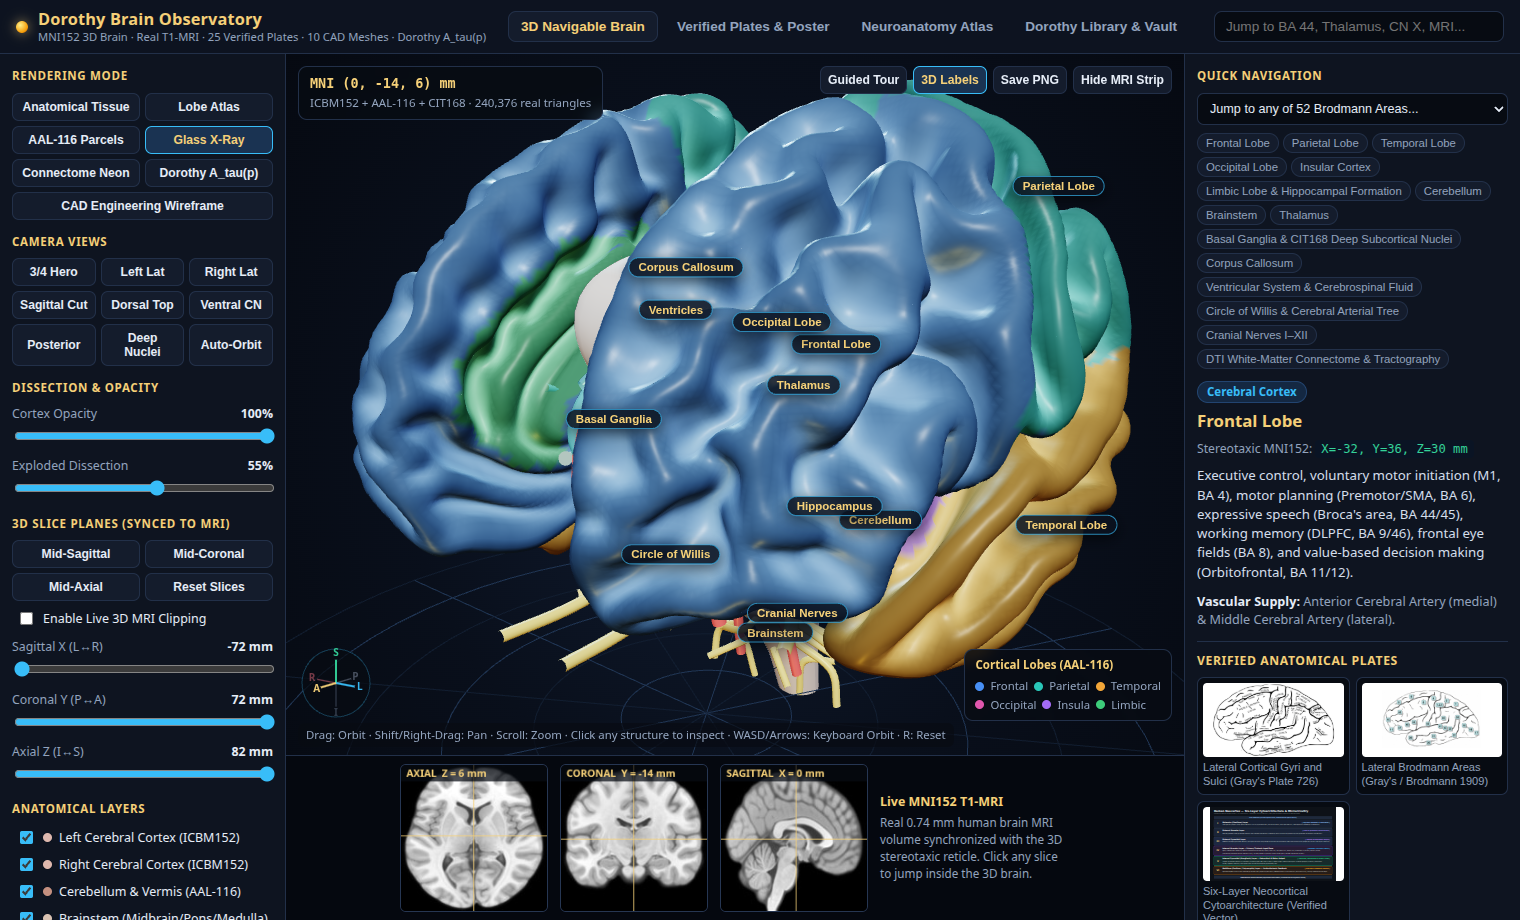 Dorothy Brain Observatory
MNI152 3D Brain · Real T1-MRI · 25 Verified Plates · 10 CAD Meshes · Dorothy A_tau(p)
3D Navigable Brain
Verified Plates & Poster
Neuroanatomy Atlas
Dorothy Library & Vault
Jump to BA 44, Thalamus, CN X, MRI...
RENDERING MODE
Anatomical Tissue
Lobe Atlas
AAL-116 Parcels
Glass X-Ray
Connectome Neon
Dorothy A_tau(p)
CAD Engineering Wireframe
CAMERA VIEWS
3/4 Hero
Left Lat
Right Lat
Sagittal Cut
Dorsal Top
Ventral CN
Posterior
Deep
Nuclei
Auto-Orbit
DISSECTION & OPACITY
Cortex Opacity
100%
Exploded Dissection
55%
3D SLICE PLANES (SYNCED TO MRI)
Mid-Sagittal
Mid-Coronal
Mid-Axial
Reset Slices
Enable Live 3D MRI Clipping
Sagittal X (L↔R)
-72 mm
Coronal Y (P↔A)
72 mm
Axial Z (I↔S)
82 mm
ANATOMICAL LAYERS
Left Cerebral Cortex (ICBM152)
Right Cerebral Cortex (ICBM152)
Cerebellum & Vermis (AAL-116)
Brainstem (Midbrain/Pons/Medulla)
MNI (0, -14, 6) mm
ICBM152 + AAL-116 + CIT168 · 240,376 real triangles
Guided Tour
3D Labels
Save PNG
Hide MRI Strip
Parietal Lobe
Corpus Callosum
Ventricles
Occipital Lobe
Frontal Lobe
Thalamus
Basal Ganglia
Hippocampus
Cerebellum
Temporal Lobe
Circle of Willis
Cranial Nerves
Brainstem
S
R
P
A
L
I
Cortical Lobes (AAL-116)
Frontal
Parietal
Temporal
Occipital
Insula
Limbic
Drag: Orbit · Shift/Right-Drag: Pan · Scroll: Zoom · Click any structure to inspect · WASD/Arrows: Keyboard Orbit · R: Reset
AXIAL Z = 6 mm
CORONAL Y = -14 mm
SAGITTAL X = 0 mm
Live MNI152 T1-MRI
Real 0.74 mm human brain MRI
volume synchronized with the 3D
stereotaxic reticle. Click any slice
to jump inside the 3D brain.
QUICK NAVIGATION
Jump to any of 52 Brodmann Areas...
Frontal Lobe
Parietal Lobe
Temporal Lobe
Occipital Lobe
Insular Cortex
Limbic Lobe & Hippocampal Formation
Cerebellum
Brainstem
Thalamus
Basal Ganglia & CIT168 Deep Subcortical Nuclei
Corpus Callosum
Ventricular System & Cerebrospinal Fluid
Circle of Willis & Cerebral Arterial Tree
Cranial Nerves I–XII
DTI White-Matter Connectome & Tractography
Cerebral Cortex
Frontal Lobe
Stereotaxic MNI152: X=-32, Y=36, Z=30 mm
Executive control, voluntary motor initiation (M1,
BA 4), motor planning (Premotor/SMA, BA 6),
expressive speech (Broca's area, BA 44/45),
working memory (DLPFC, BA 9/46), frontal eye
fields (BA 8), and value-based decision making
(Orbitofrontal, BA 11/12).
Vascular Supply: Anterior Cerebral Artery (medial)
& Middle Cerebral Artery (lateral).
VERIFIED ANATOMICAL PLATES
Lateral Cortical Gyri and
Sulci (Gray's Plate 726)
Lateral Brodmann Areas
(Gray's / Brodmann 1909)
Six-Layer Neocortical
Cytoarchitecture (Verified
Vector)